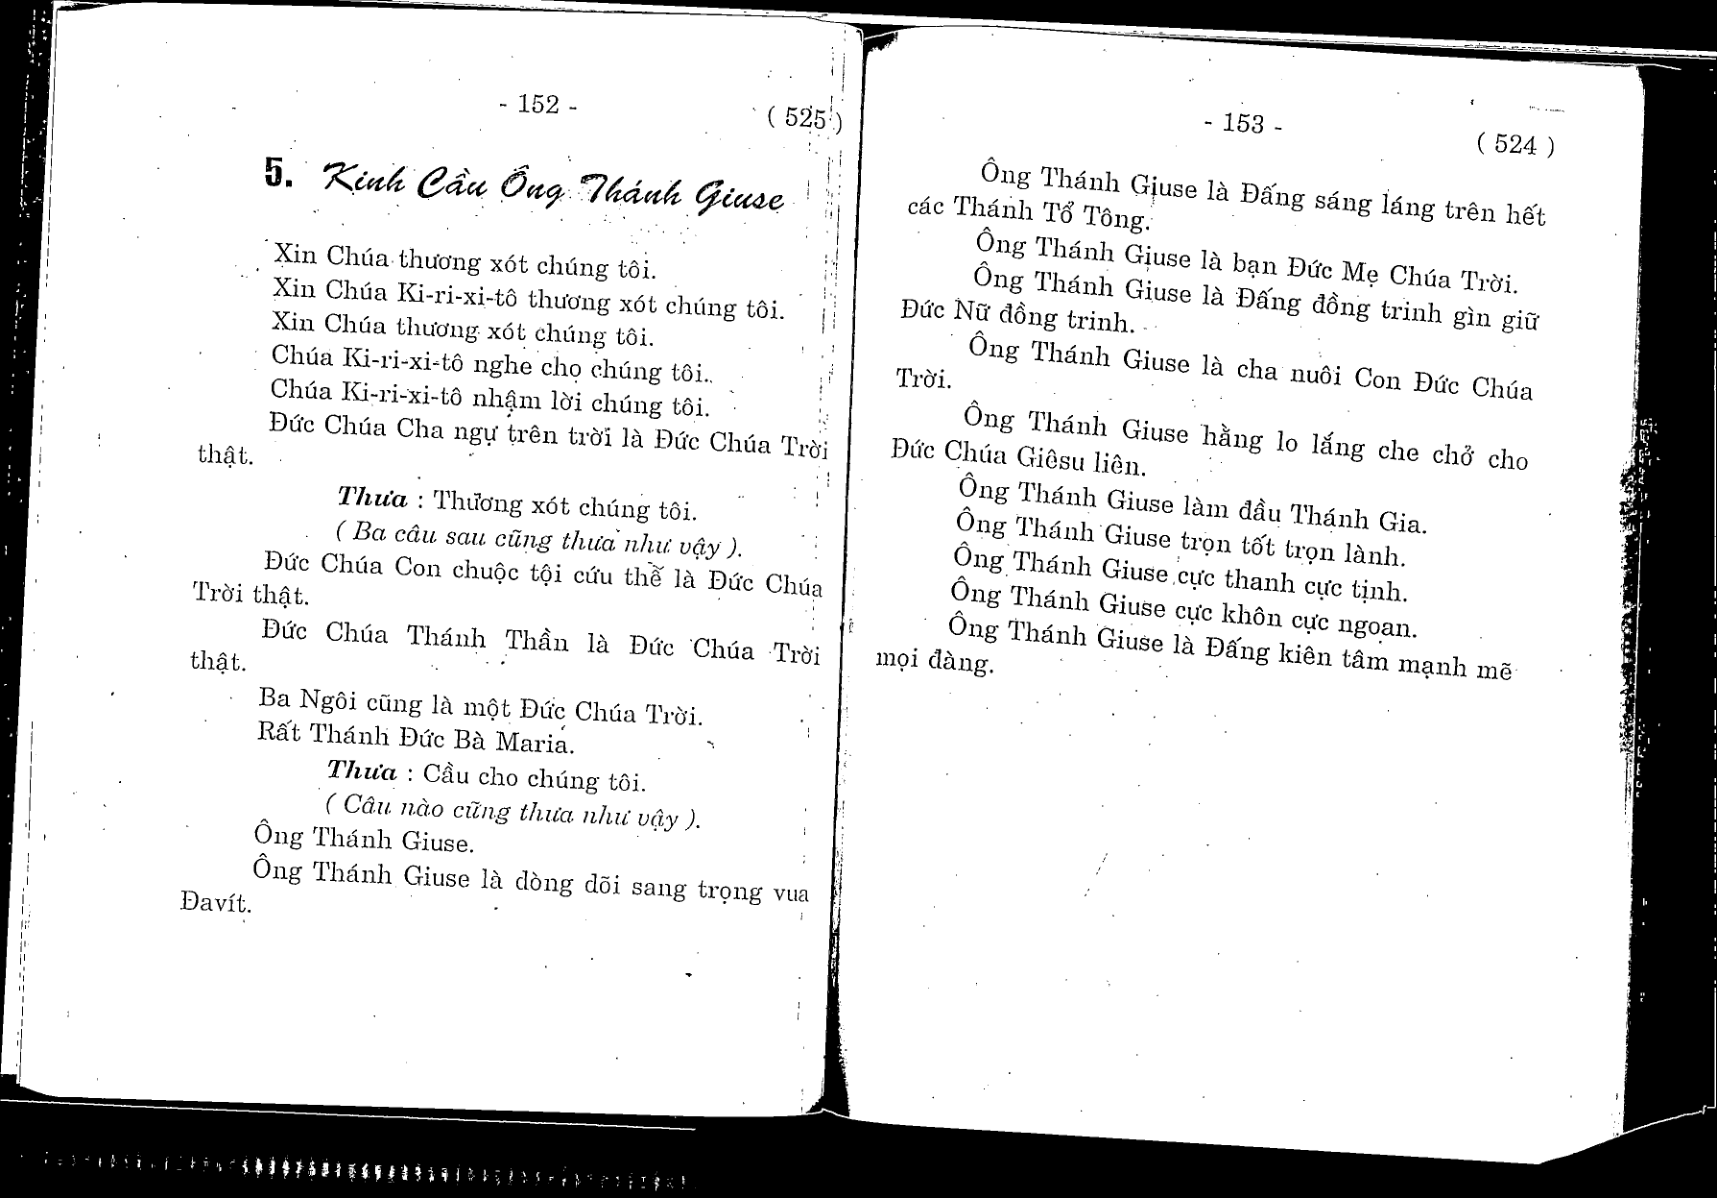 - 152 -
( 525 )
5. Kinh Cầu Ông Thánh Giuse
Xin Chúa thương xót chúng tôi.
Xin Chúa Ki-ri-xi-tô thương xót chúng tôi.
Xin Chúa thương xót chúng tôi.
Chúa Ki-ri-xi-tô nghe cho chúng tôi.
Chúa Ki-ri-xi-tô nhậm lời chúng tôi.
Đức Chúa Cha ngự trên trời là Đức Chúa Trời
thật.
Thưa : Thương xót chúng tôi.
( Ba câu sau cũng thưa như vậy ).
Đức Chúa Con chuộc tội cứu thế là Đức Chúa
Trời thật.
Đức Chúa Thánh Thần là Đức Chúa Trời
thật.
Ba Ngôi cũng là một Đức Chúa Trời.
Rất Thánh Đức Bà Maria.
Thưa : Cầu cho chúng tôi.
( Câu nào cũng thưa như vậy ).
Ông Thánh Giuse.
Ông Thánh Giuse là dòng dõi sang trọng vua
Đavít.
- 153 -
( 524 )
Ông Thánh Giuse là Đấng sáng láng trên hết
các Thánh Tổ Tông.
Ông Thánh Giuse là bạn Đức Mẹ Chúa Trời.
Ông Thánh Giuse là Đấng đồng trinh gìn giữ
Đức Nữ đồng trinh.
Ông Thánh Giuse là cha nuôi Con Đức Chúa
Trời.
Ông Thánh Giuse hằng lo lắng che chở cho
Đức Chúa Giêsu liên.
Ông Thánh Giuse làm đầu Thánh Gia.
Ông Thánh Giuse trọn tốt trọn lành.
Ông Thánh Giuse cực thanh cực tịnh.
Ông Thánh Giuse cực khôn cực ngoan.
Ông Thánh Giuse là Đấng kiên tâm mạnh mẽ
mọi đàng.